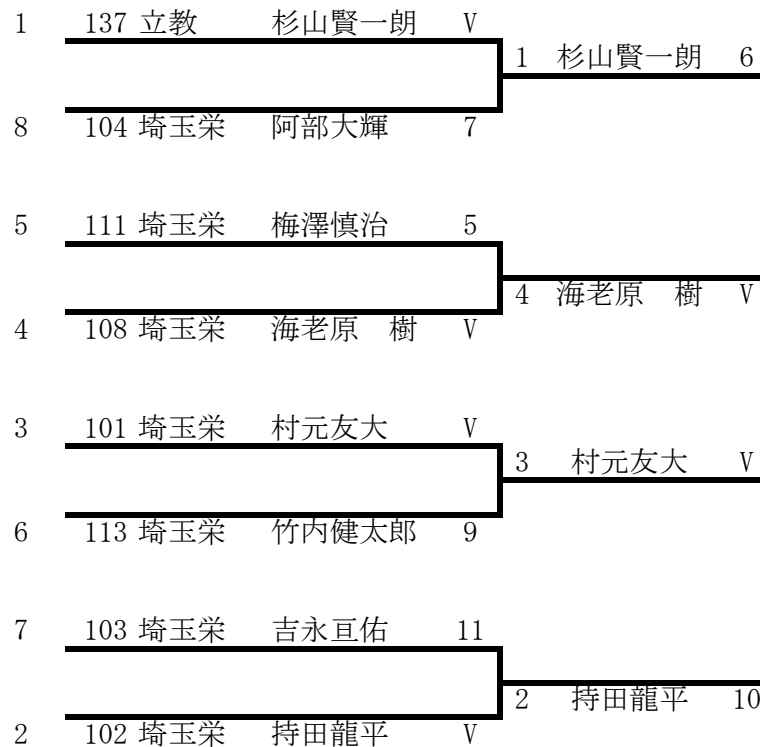 1 137 立教 杉山賢一朗 V
1 杉山賢一朗 6
8 104 埼玉栄 阿部大輝 7
5 111 埼玉栄 梅澤慎治 5
4 海老原 樹 V
4 108 埼玉栄 海老原 樹 V
3 101 埼玉栄 村元友大 V
3 村元友大 V
6 113 埼玉栄 竹内健太郎 9
7 103 埼玉栄 吉永亘佑 11
2 持田龍平 10
2 102 埼玉栄 持田龍平 V